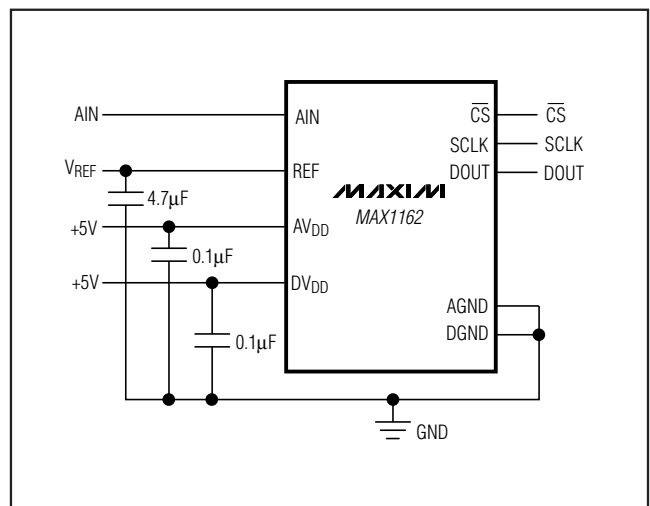 AIN
AIN
CS
CS
SCLK
SCLK
VREF
REF
DOUT
DOUT
4.7µF
MAXIM
MAX1162
+5V
AVDD
0.1µF
+5V
DVDD
AGND
DGND
0.1µF
GND